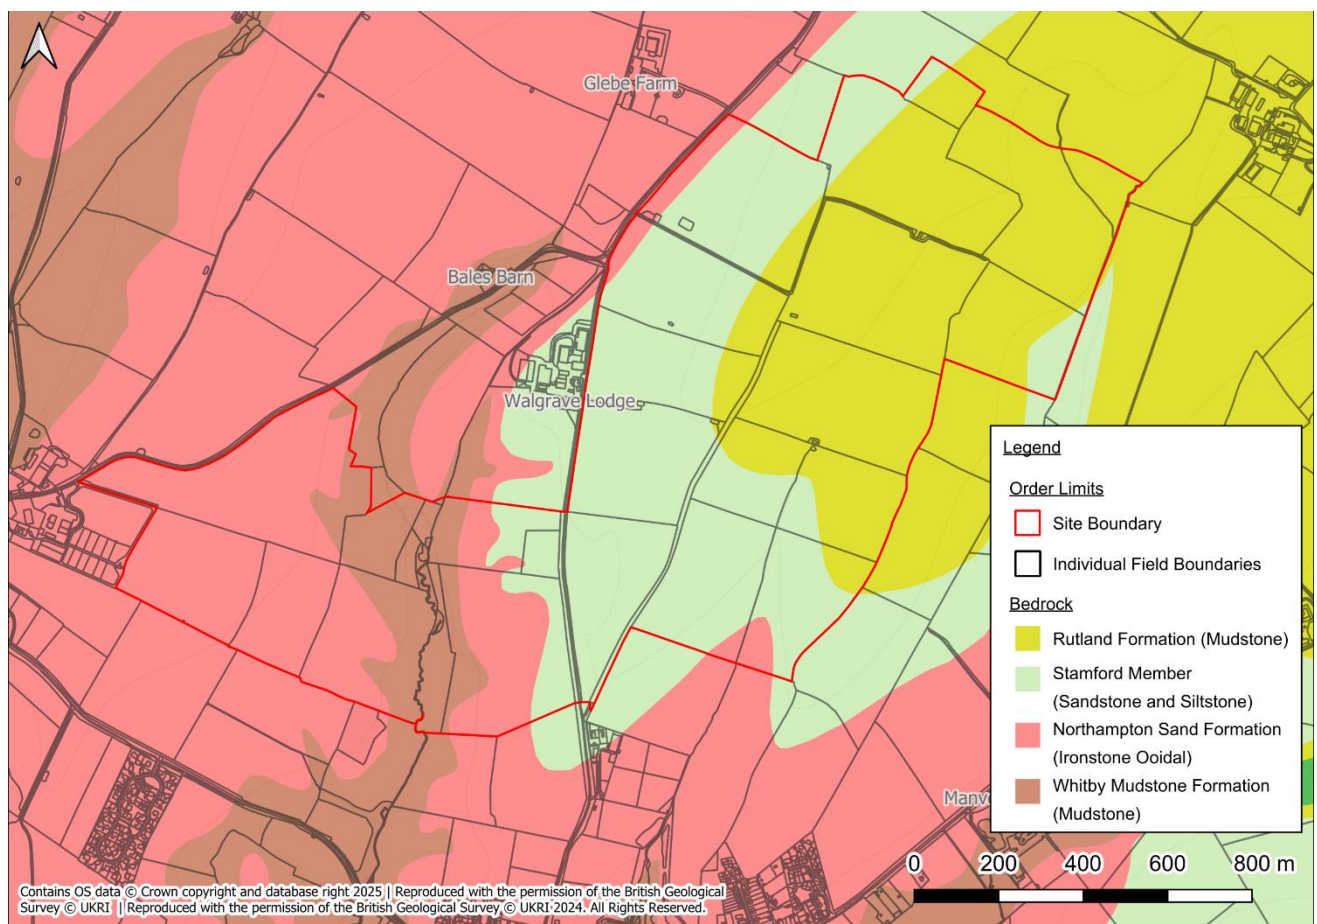 Glebe Farm
Bales Barn
Walgrave Lodge
Legend
Order Limits
Site Boundary
Individual Field Boundaries
Bedrock
Rutland Formation (Mudstone)
Stamford Member
(Sandstone and Siltstone)
Northampton Sand Formation
(Ironstone Ooidal)
Whitby Mudstone Formation
(Mudstone)
Manv
0 200 400 600 800 m
Contains OS data © Crown copyright and database right 2025 | Reproduced with the permission of the British Geological
Survey © UKRI | Reproduced with the permission of the British Geological Survey © UKRI 2024. All Rights Reserved.